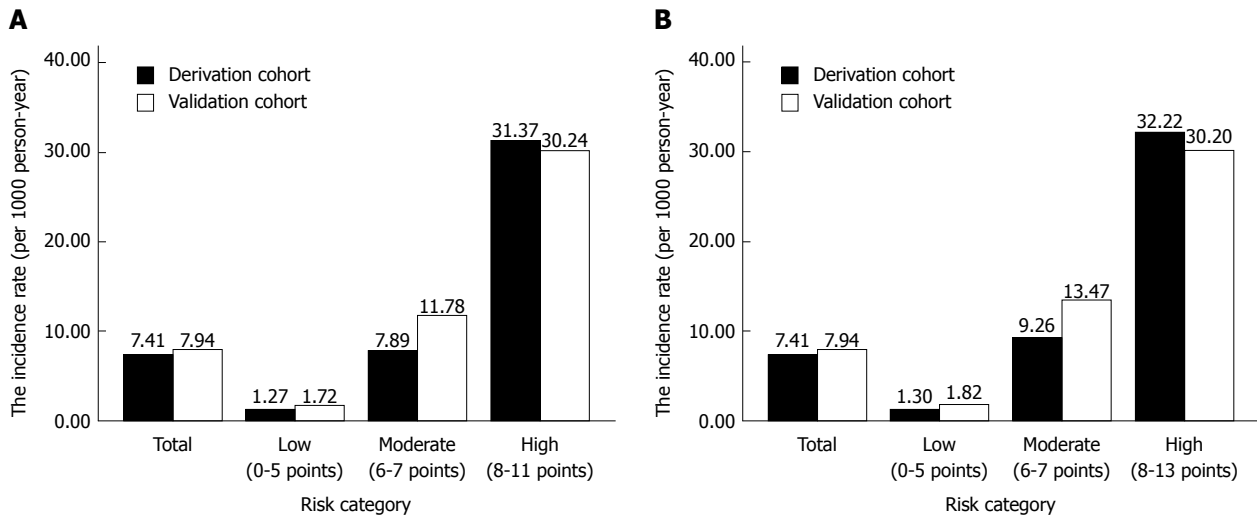 A
The incidence rate (per 1000 person-year)
40.00
30.00
20.00
10.00
0.00
Derivation cohort
Validation cohort
7.41
7.94
1.27
1.72
7.89
11.78
31.37
30.24
Total
Low
(0-5 points)
Moderate
(6-7 points)
High
(8-11 points)
Risk category
B
The incidence rate (per 1000 person-year)
40.00
30.00
20.00
10.00
0.00
Derivation cohort
Validation cohort
7.41
7.94
1.30
1.82
9.26
13.47
32.22
30.20
Total
Low
(0-5 points)
Moderate
(6-7 points)
High
(8-13 points)
Risk category